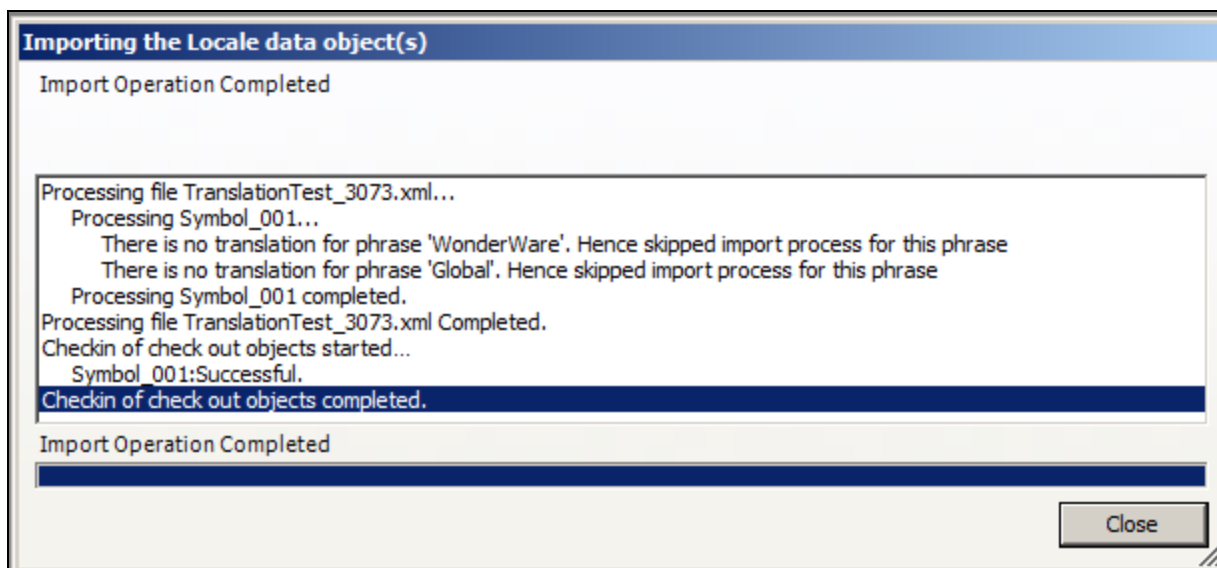 Importing the Locale data object(s)
Import Operation Completed
Processing file TranslationTest_3073.xml...
Processing Symbol_001...
There is no translation for phrase 'WonderWare'. Hence skipped import process for this phrase
There is no translation for phrase 'Global'. Hence skipped import process for this phrase
Processing Symbol_001 completed.
Processing file TranslationTest_3073.xml Completed.
Checkin of check out objects started...
Symbol_001:Successful.
Checkin of check out objects completed.
Import Operation Completed
Close